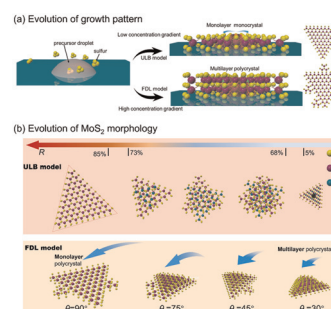 (a) Evolution of growth pattern
precursor droplet
sulfur
Low concentration gradient
ULB model
Monolayer monocrystal
Multilayer polycrystal
FDL model
High concentration gradient
(b) Evolution of MoS₂ morphology
R
85%
73%
68%
5%
ULB model
FDL model
Monolayer
polycrystal
Multilayer polycrystal
=90°
=75°
=45°
=30°